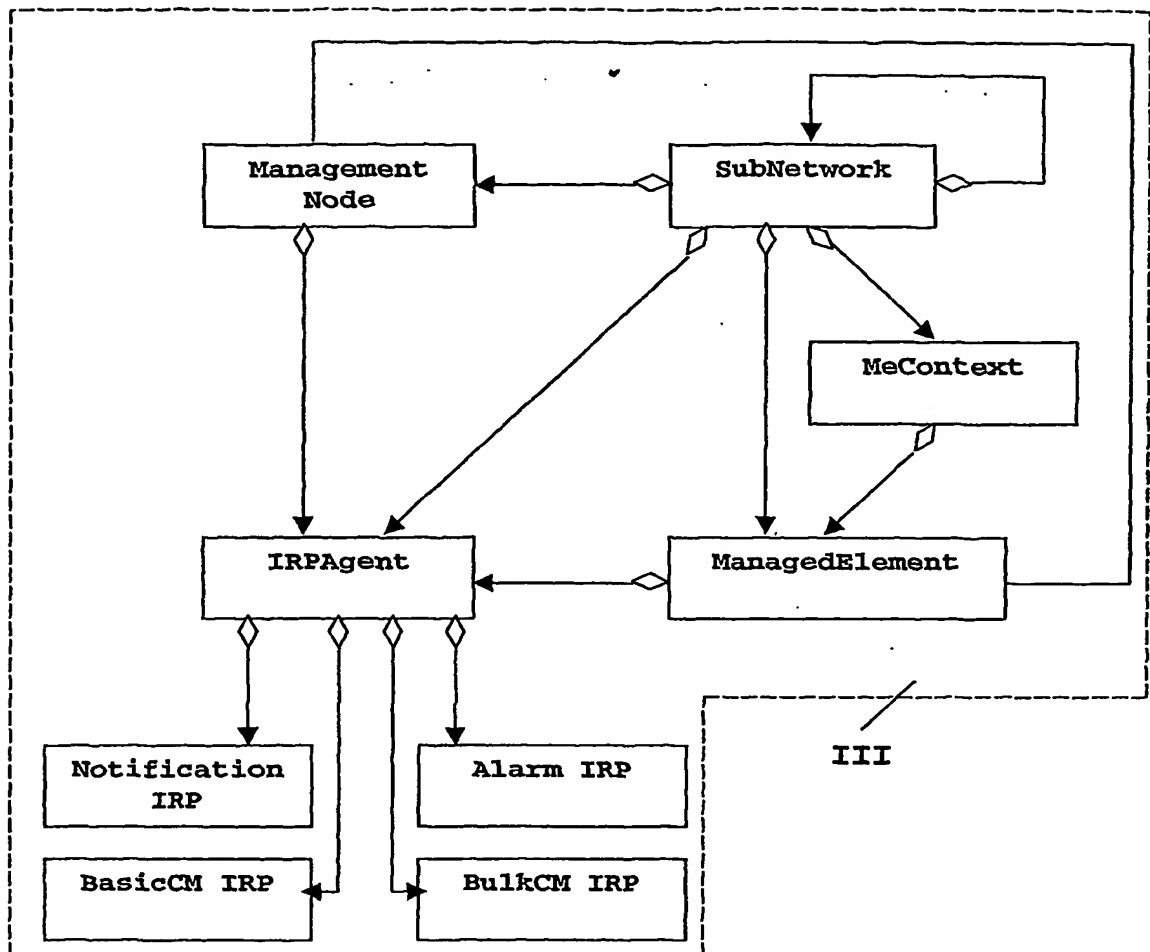 Management
Node
SubNetwork
MeContext
IRPAgent
ManagedElement
III
Notification
IRP
Alarm IRP
BasicCM IRP
BulkCM IRP